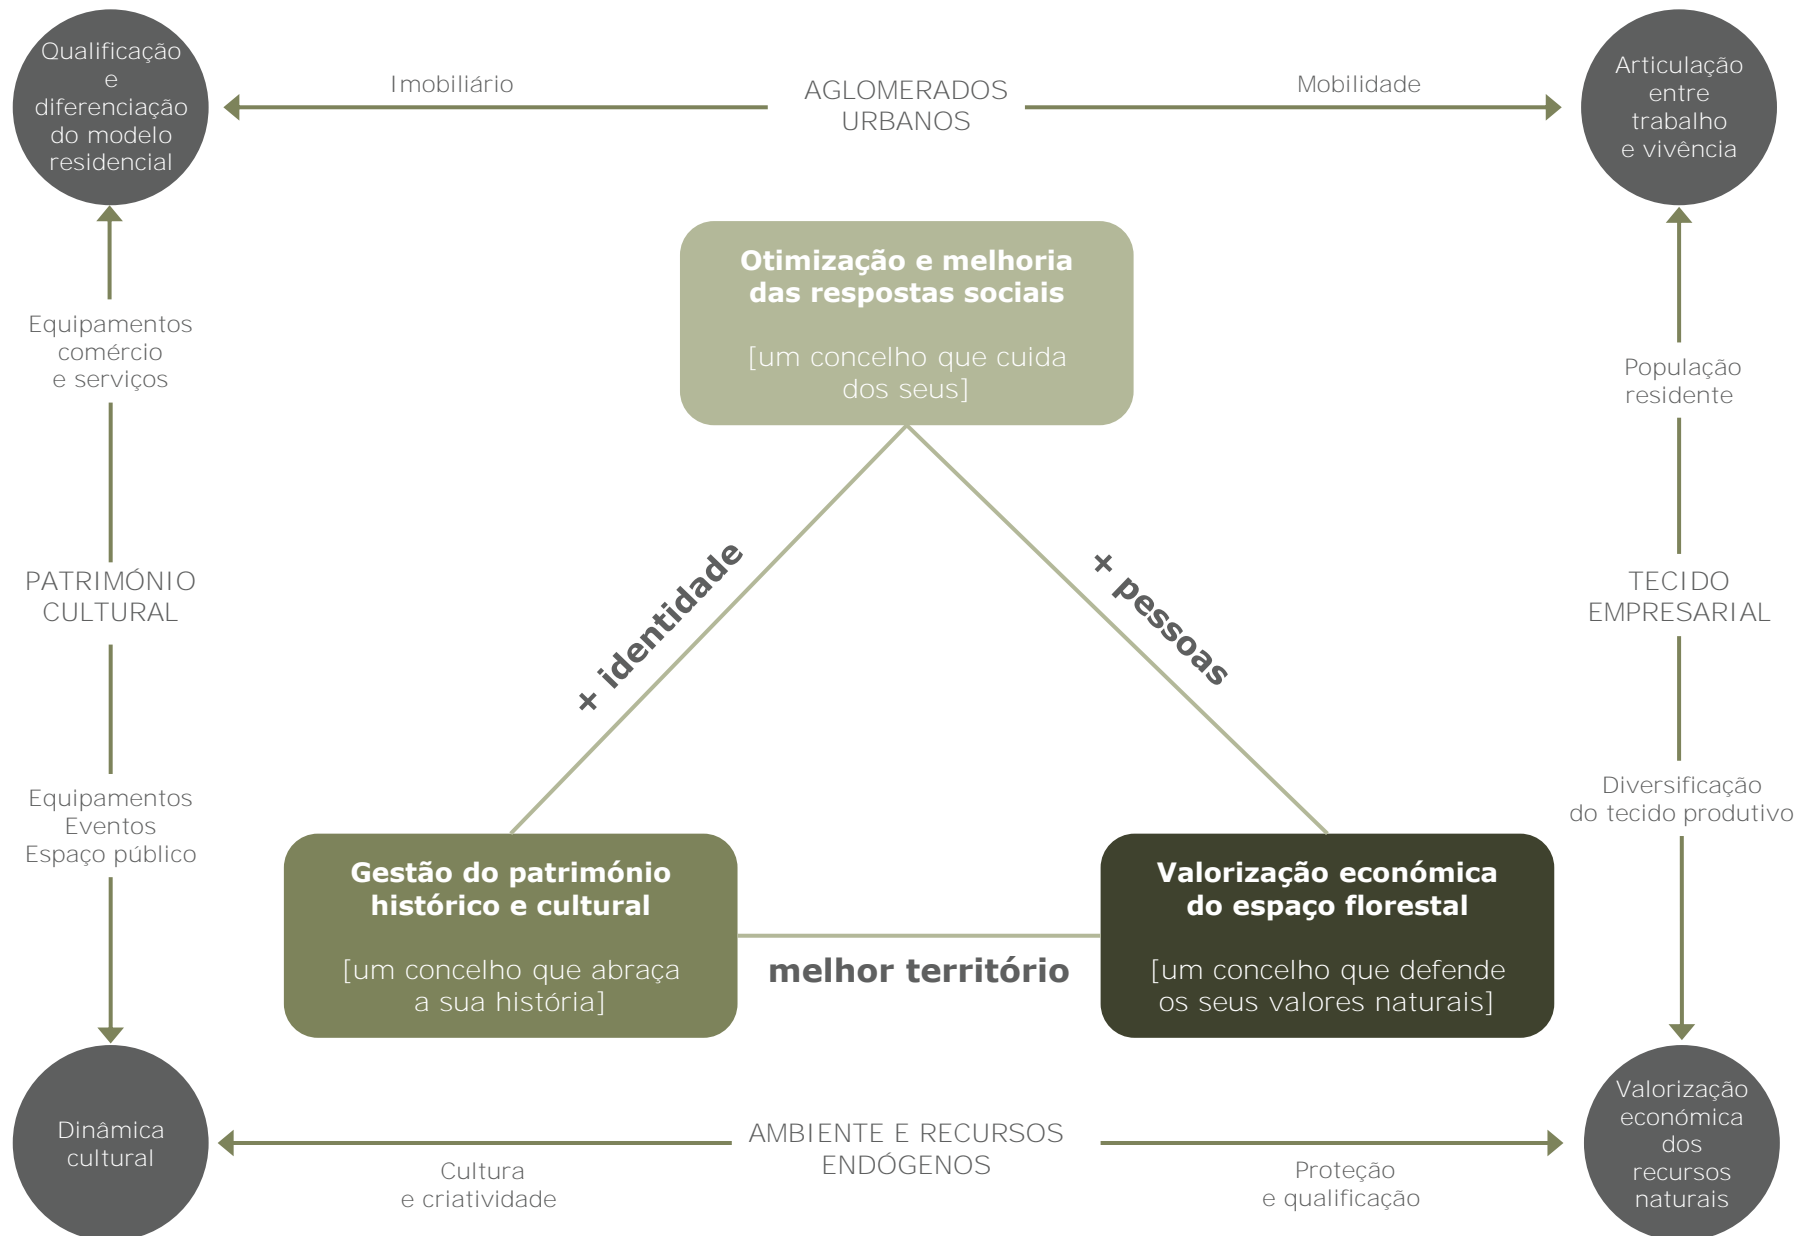 Qualificação
e
diferenciação
do modelo
residencial
Imobiliário
AGLOMERADOS
URBANOS
Mobilidade
Articulação
entre
trabalho
e vivência
Otimização e melhoria
das respostas sociais
[um concelho que cuida
dos seus]
Equipamentos
comércio
e serviços
População
residente
+ identidade
+ pessoas
PATRIMÓNIO
CULTURAL
TECIDO
EMPRESARIAL
Equipamentos
Eventos
Espaço público
Diversificação
do tecido produtivo
Gestão do património
histórico e cultural
[um concelho que abraça
a sua história]
melhor território
Valorização económica
do espaço florestal
[um concelho que defende
os seus valores naturais]
Dinâmica
cultural
Cultura
e criatividade
AMBIENTE E RECURSOS
ENDÓGENOS
Proteção
e qualificação
Valorização
económica
dos
recursos
naturais